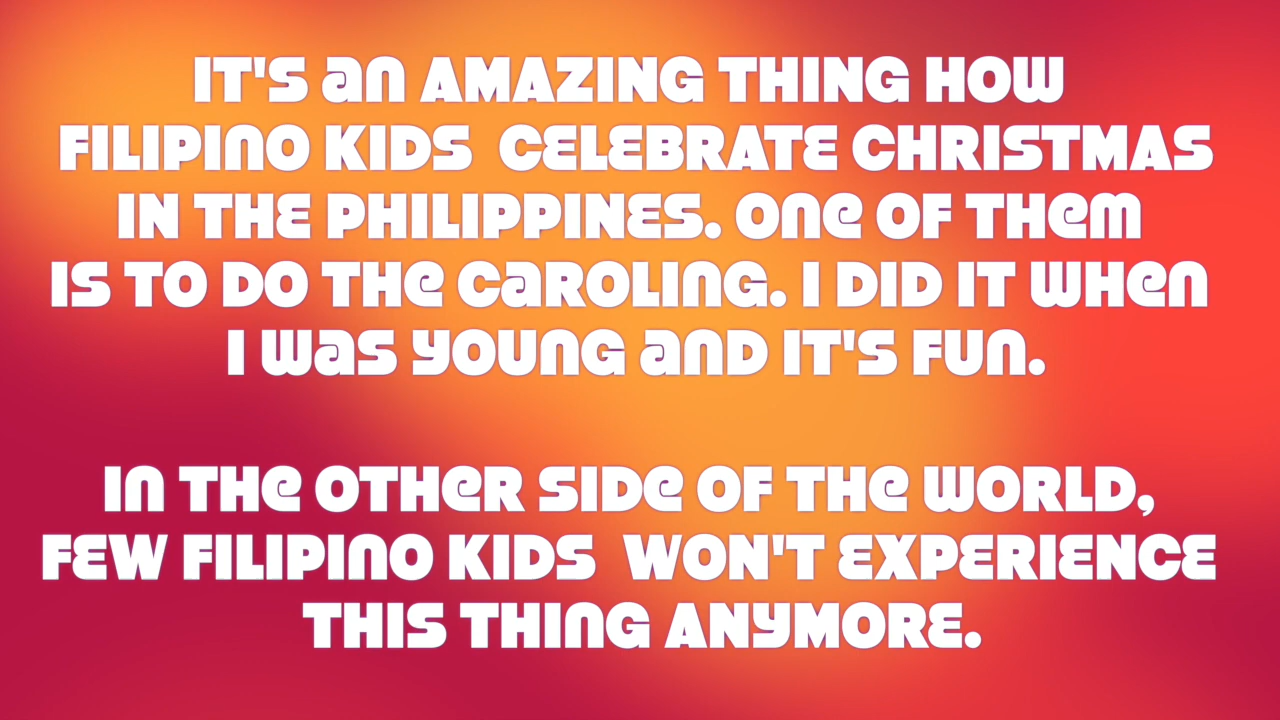 IT'S an AMAZING THING HOW
FILIPINO KIDS CELEBRATE CHRISTMAS
IN THE PHILIPPINES. One OF THem
IS TO DO THe CaROLING. I DID IT WHen
I Was YOUNG anD IT'S FUn.
In THe OTHeR SIDe OF THe WORLD,
FEW FILIPINO KIDS WON'T EXPERIENCE
THIS THING ANYMORE.